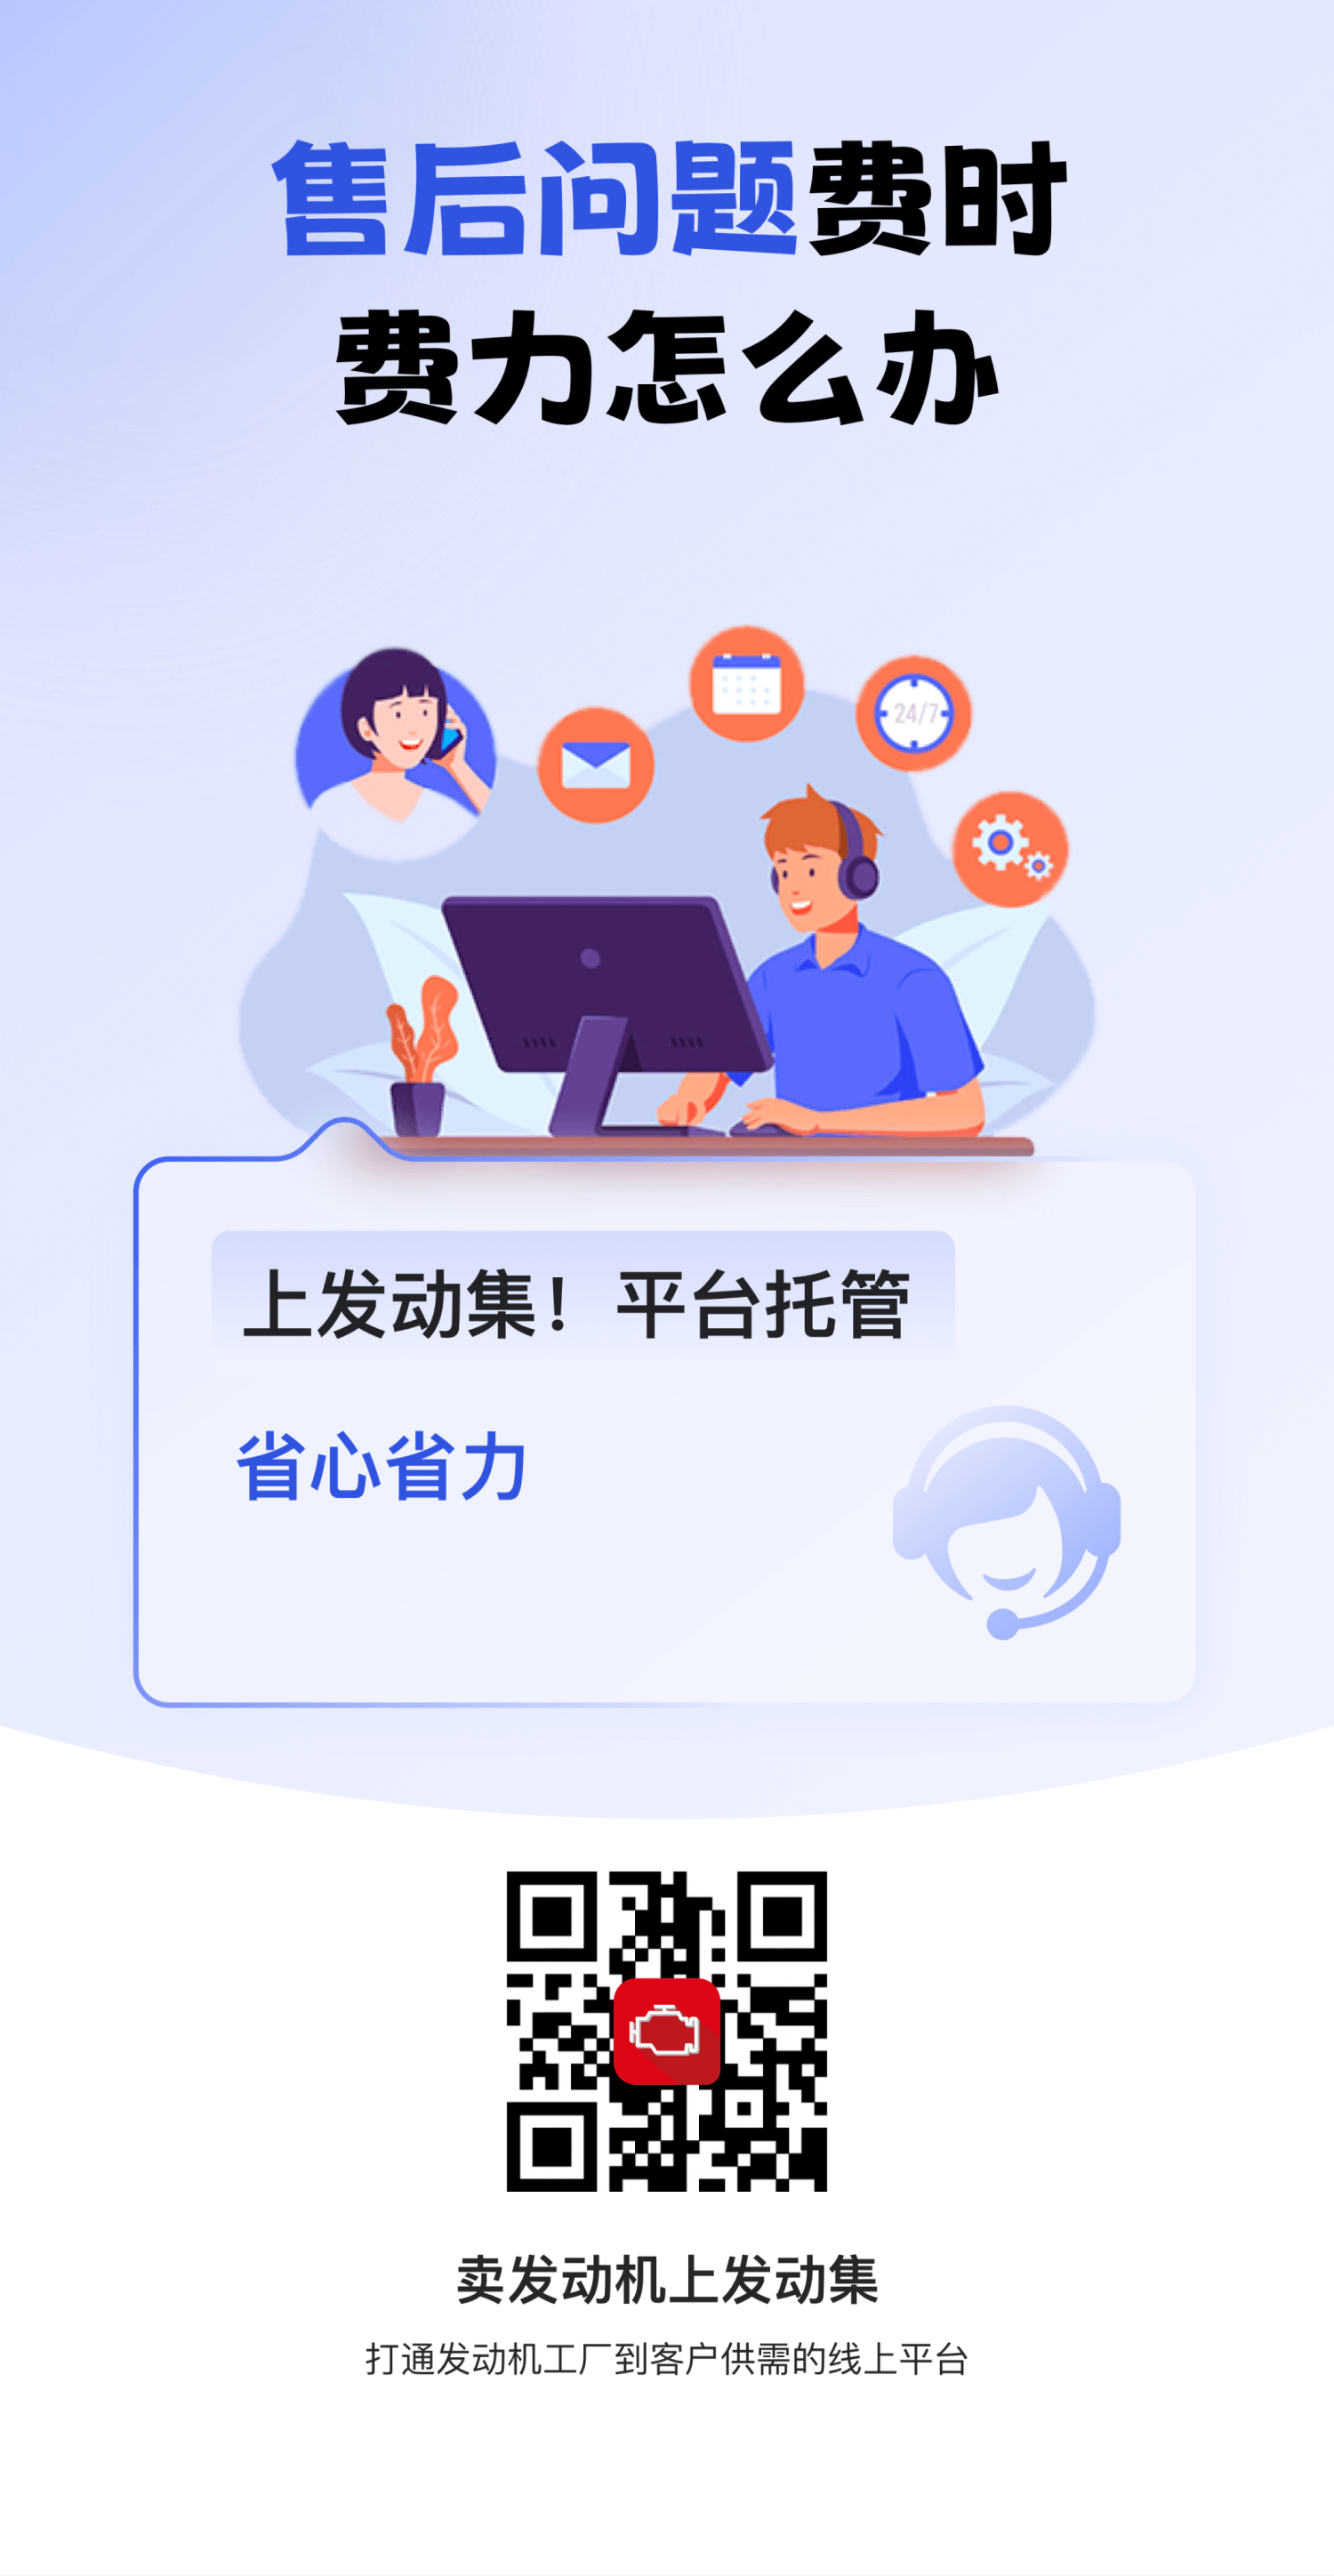 售后问题费时
费力怎么办
24/7
上发动集！平台托管
省心省力
卖发动机上发动集
打通发动机工厂到客户供需的线上平台